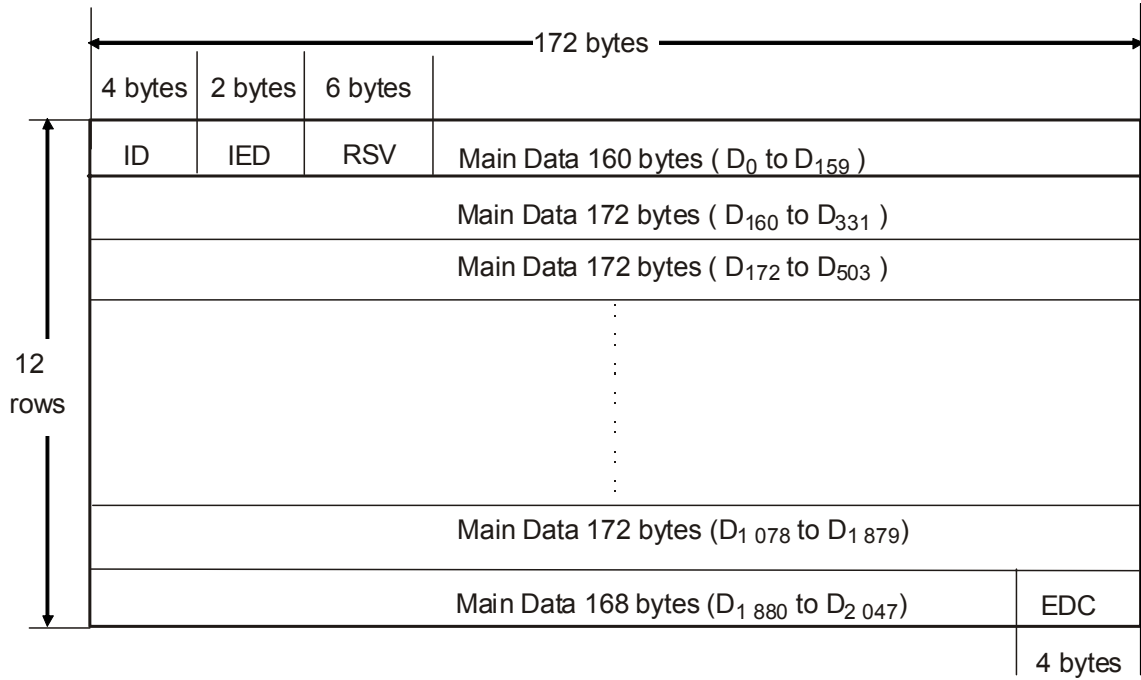 172 bytes
4 bytes 2 bytes 6 bytes
ID IED RSV Main Data 160 bytes ( D0 to D159 )
Main Data 172 bytes ( D160 to D331 )
Main Data 172 bytes ( D172 to D503 )
12
rows
Main Data 172 bytes (D1 078 to D1 879)
Main Data 168 bytes (D1 880 to D2 047) EDC
4 bytes